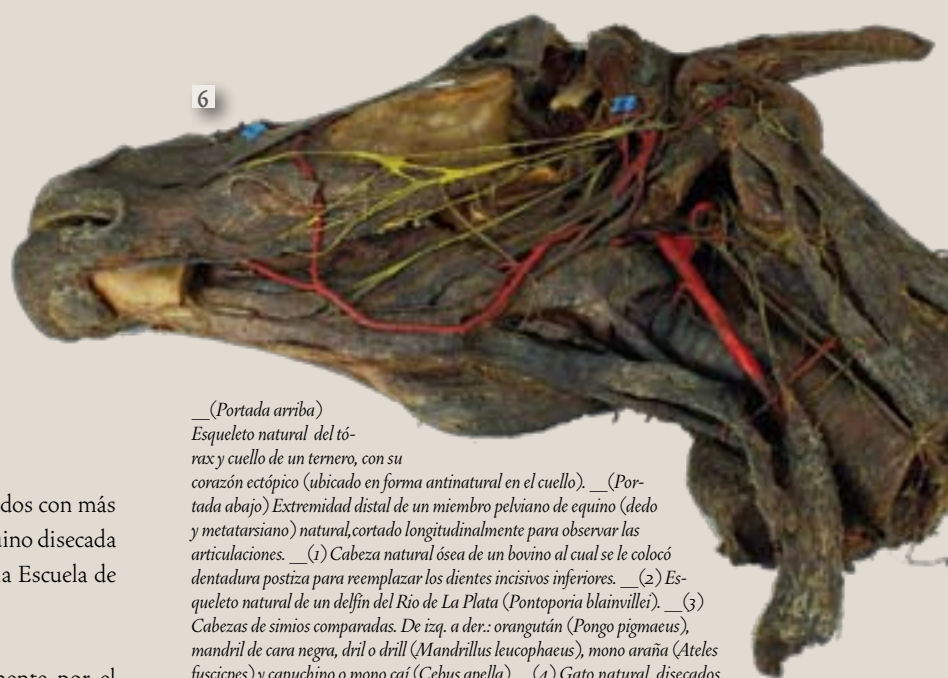 6
__(Portada arriba)
Esqueleto natural del tó-
rax y cuello de un ternero, con su
corazón ectópico (ubicado en forma antinatural en el cuello). __(Por-
tada abajo) Extremidad distal de un miembro pelviano de equino (dedo
y metatarsiano) natural,cortado longitudinalmente para observar las
articulaciones. __(1) Cabeza natural ósea de un bovino al cual se le colocó
dentadura postiza para reemplazar los dientes incisivos inferiores. __(2) Es-
queleto natural de un delfín del Rio de La Plata (Pontoporia blainvillei). __(3)
Cabezas de simios comparadas. De izq. a der.: orangután (Pongo pigmaeus),
mandril de cara negra, dril o drill (Mandrillus leucophaeus), mono araña (Ateles
fuscicpes) y capuchino o mono caí (Cebus apella). __(4) Gato natural, disecados
dos con más
ino disecada
a Escuela de
ente por el